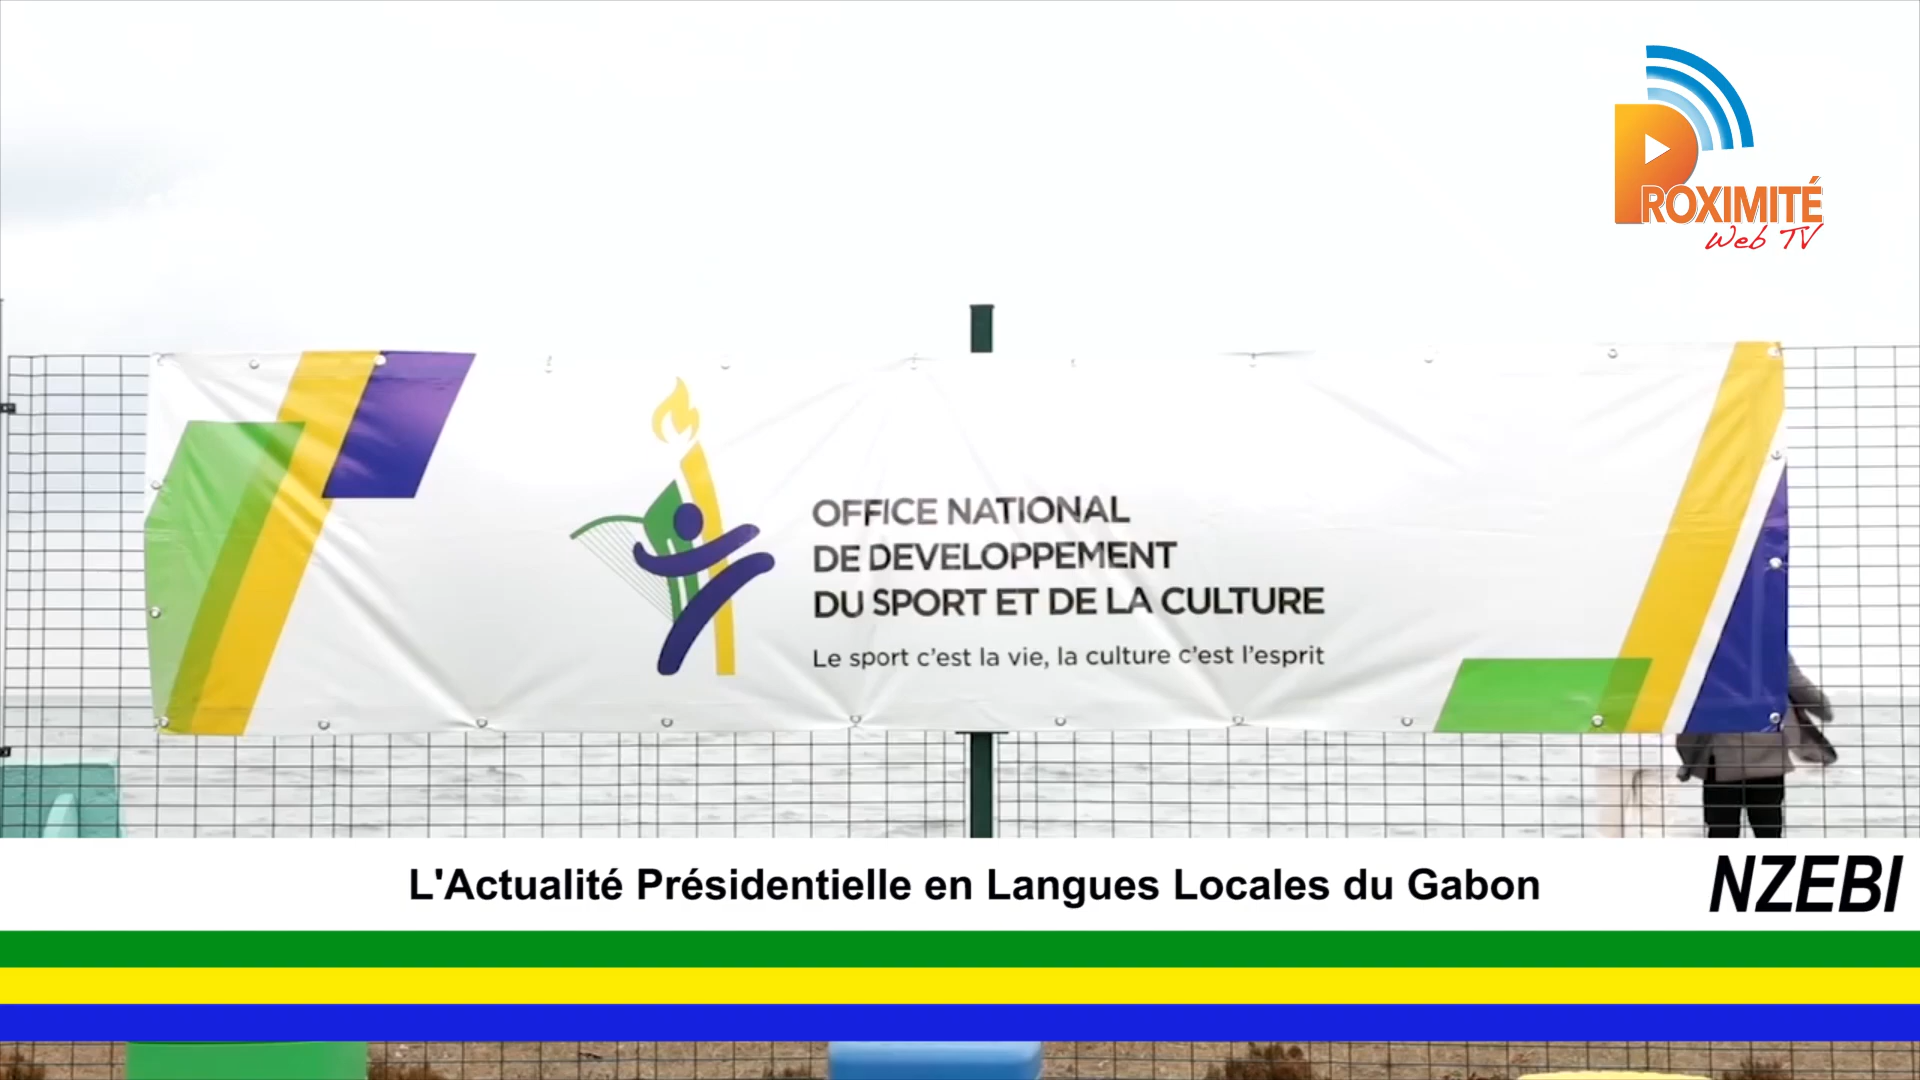 PROXIMITÉ
Web TV
OFFICE NATIONAL
DE DEVELOPPEMENT
DU SPORT ET DE LA CULTURE
Le sport c'est la vie, la culture c'est l'esprit
L'Actualité Présidentielle en Langues Locales du Gabon
NZEBI